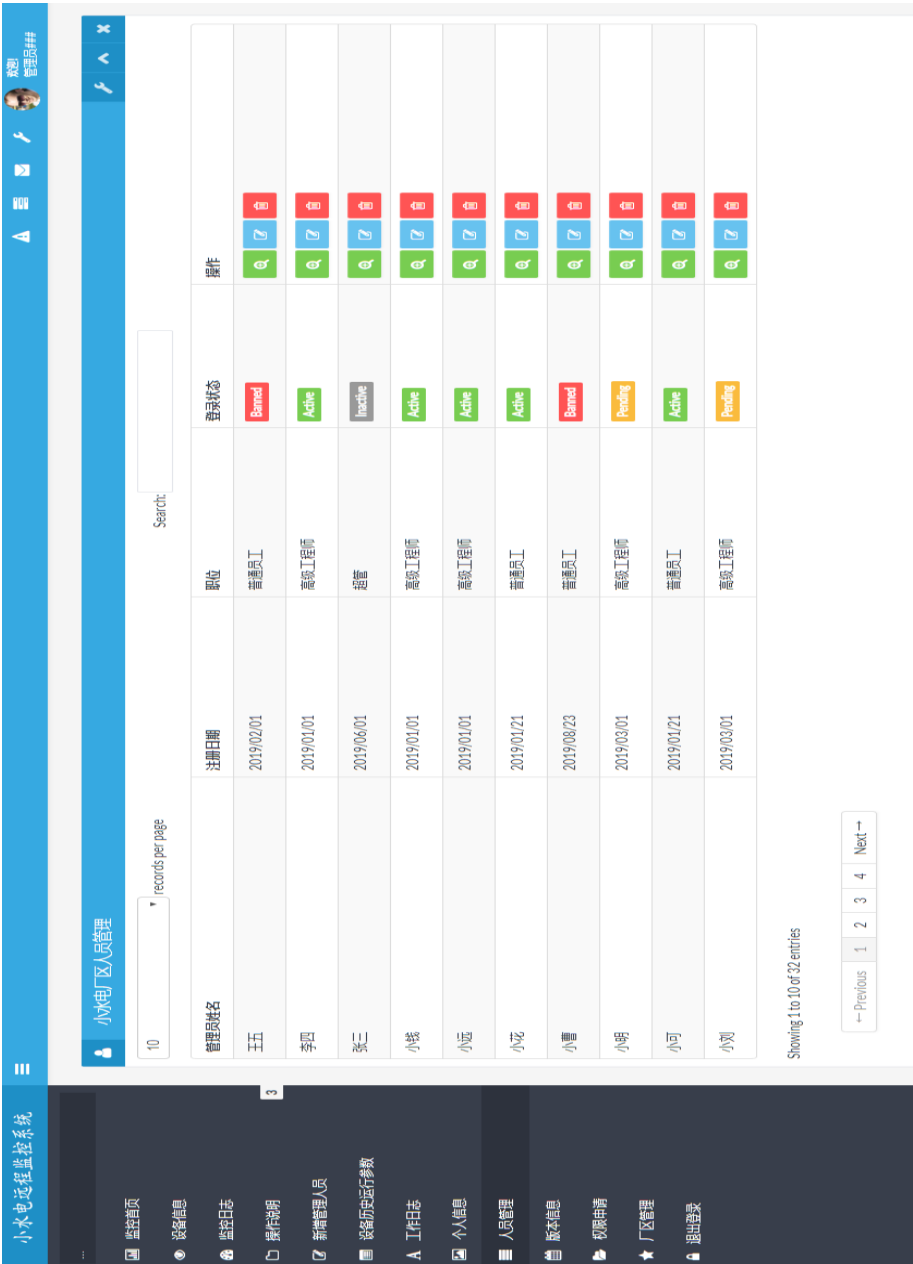 小水电远程监控系统
欢迎!
管理员###
...
监控首页
设备信息
监控日志
操作说明 3
新增管理人员
设备历史运行参数
工作日志
个人信息
人员管理
版本信息
权限申请
厂区管理
退出登录
小水电厂区人员管理
10 records per page Search:
管理员姓名 注册日期 职位 登录状态 操作
王五 2019/02/01 普通员工 Banned
李四 2019/01/01 高级工程师 Active
张三 2019/06/01 超管 Inactive
小钱 2019/01/01 高级工程师 Active
小远 2019/01/01 高级工程师 Active
小花 2019/01/21 普通员工 Active
小曹 2019/08/23 普通员工 Banned
小明 2019/03/01 高级工程师 Pending
小可 2019/01/21 普通员工 Active
小刘 2019/03/01 高级工程师 Pending
Showing 1 to 10 of 32 entries
← Previous 1 2 3 4 Next →